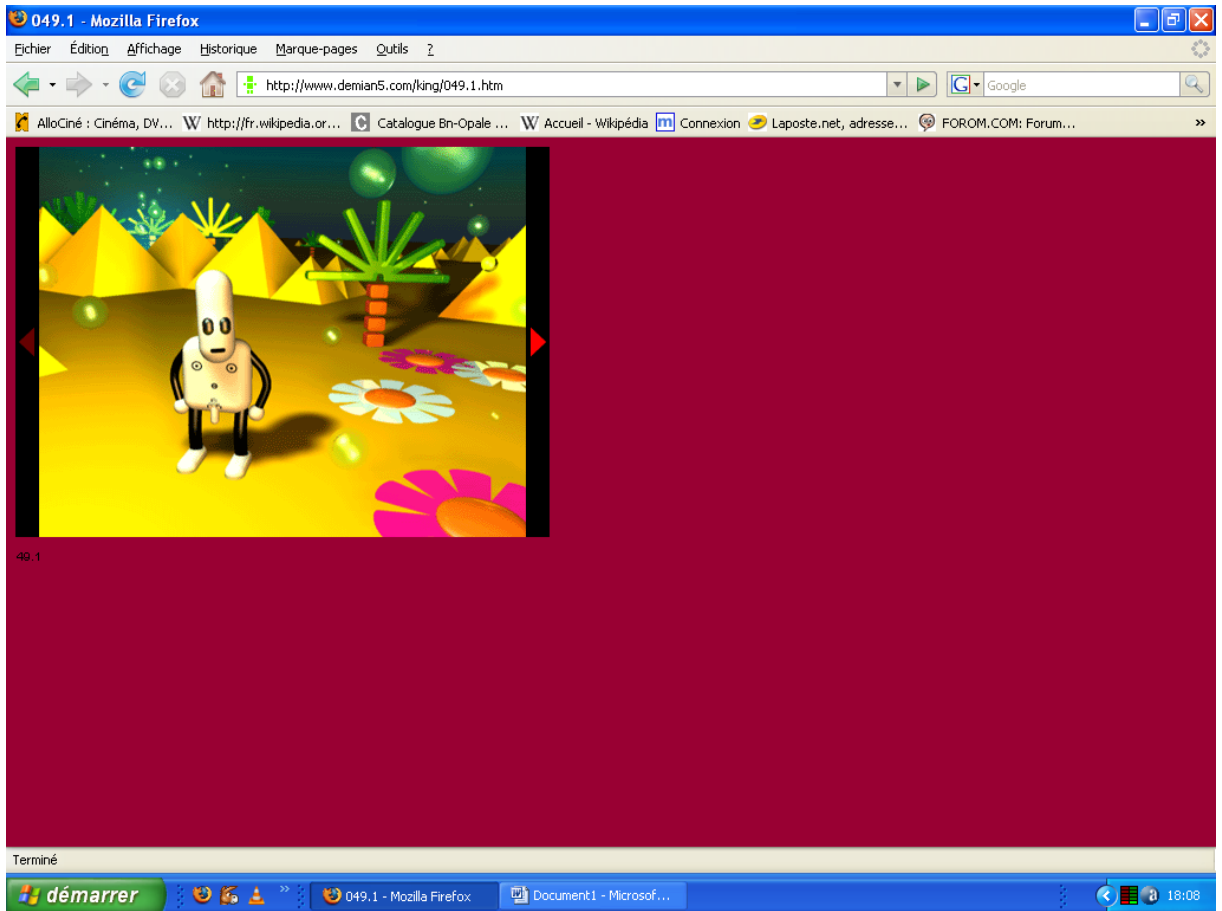 049.1 - Mozilla Firefox
Fichier Édition Affichage Historique Marque-pages Outils ?
http://www.demian5.com/king/049.1.htm G Google
AlloCiné : Cinéma, DV... W http://fr.wikipedia.or... C Catalogue Bn-Opale ... W Accueil - Wikipédia m Connexion Laposte.net, adresse... FOROM.COM: Forum... »
49.1
Terminé
démarrer » 049.1 - Mozilla Firefox Document1 - Microsof... 18:08